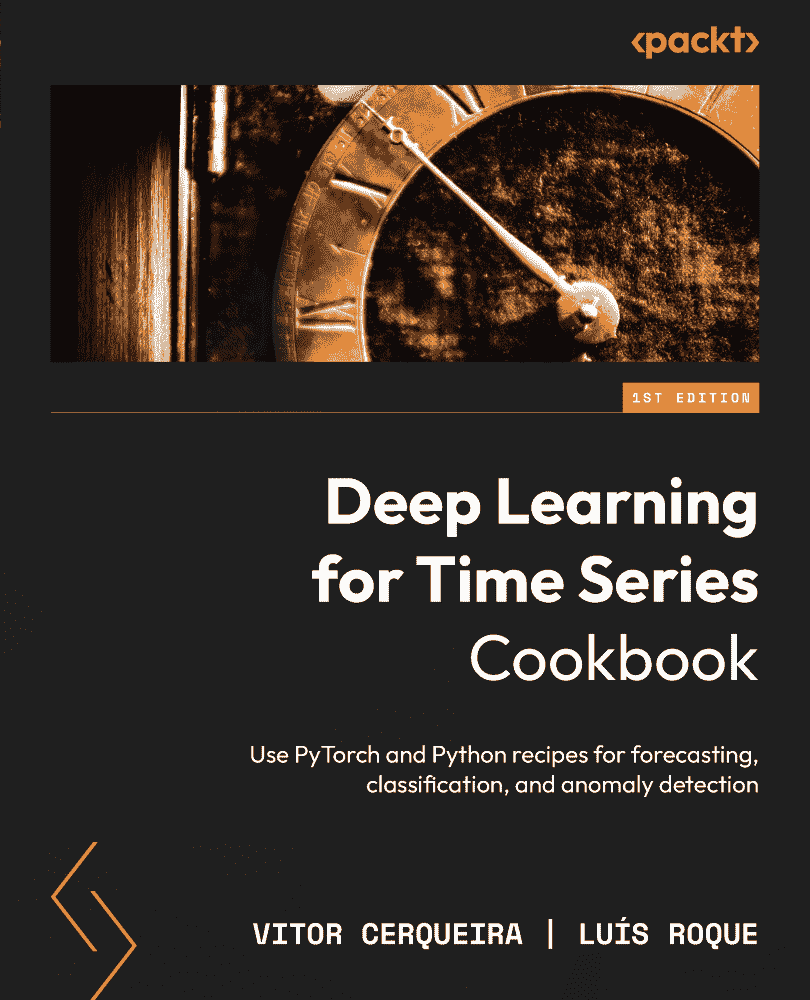 <packt>
1ST EDITION
Deep Learning
for Time Series
Cookbook
Use PyTorch and Python recipes for forecasting,
classification, and anomaly detection
VITOR CERQUEIRA | LUÍS ROQUE